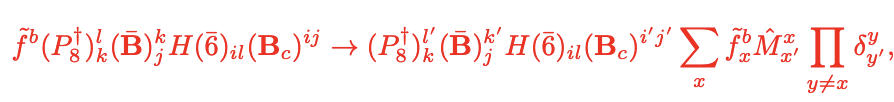 $\tilde{f}^b (P_8^\dagger)^l_k (\bar{\mathbf{B}})^k_j H(\bar{6})_{il} (\mathbf{B}_c)^{ij} \to (P_8^\dagger)^{l'}_k (\bar{\mathbf{B}})^{k'}_j H(\bar{6})_{il} (\mathbf{B}_c)^{i'j'} \sum_x \tilde{f}^b_x \hat{M}^x_{x'} \prod_{y \neq x} \delta^y_{y'},$